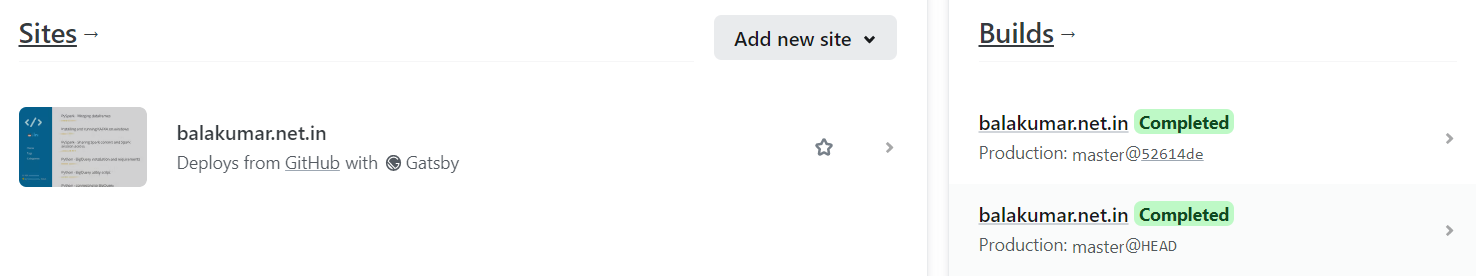 Sites →
Add new site
balakumar.net.in
Deploys from GitHub with Gatsby
Builds →
balakumar.net.in Completed
Production: master@52614de
balakumar.net.in Completed
Production: master@HEAD